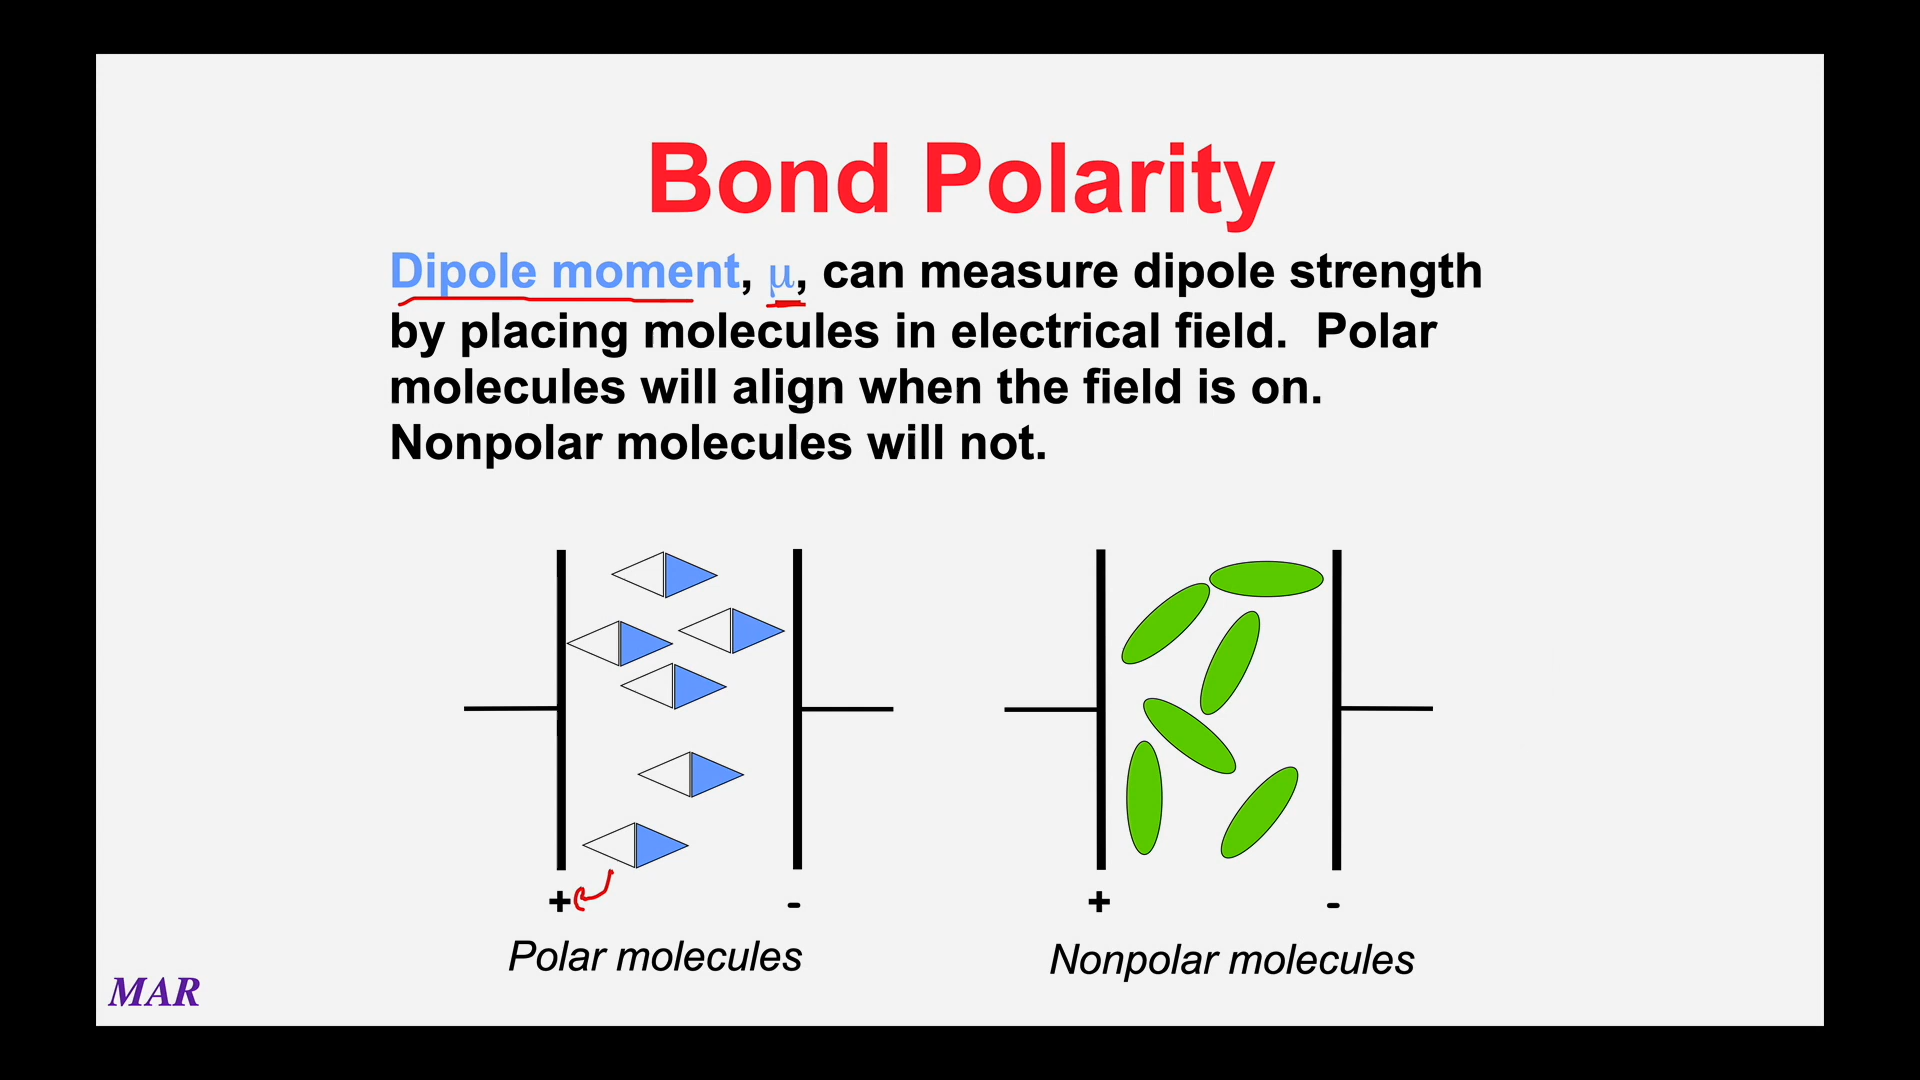 Bond Polarity
Dipole moment, μ, can measure dipole strength
by placing molecules in electrical field.  Polar
molecules will align when the field is on.
Nonpolar molecules will not.
+ - + -
Polar molecules Nonpolar molecules
MAR